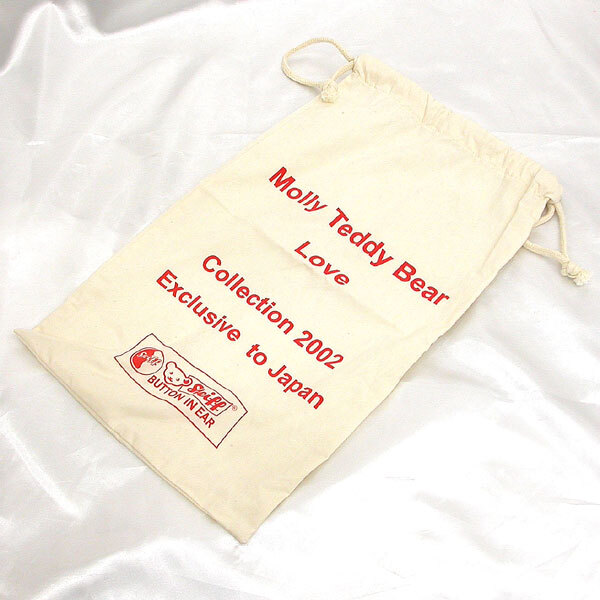 Molly Teddy Bear
Love
Collection 2002
Exclusive to Japan
Steiff®
BUTTON IN EAR